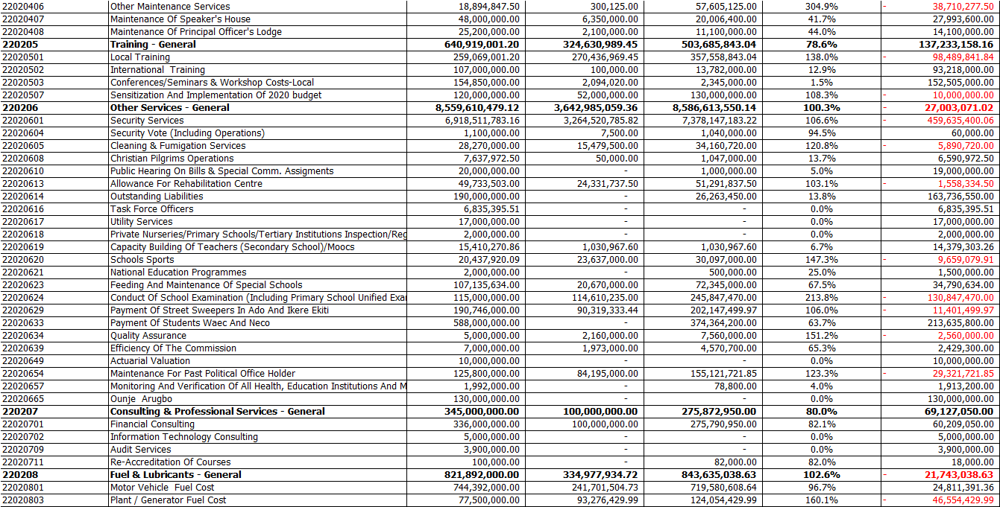 22020406 Other Maintenance Services 18,894,847.50 300,125.00 57,605,125.00 304.9% - 38,710,277.50
22020407 Maintenance Of Speaker's House 48,000,000.00 6,350,000.00 20,006,400.00 41.7% 27,993,600.00
22020408 Maintenance Of Principal Officer's Lodge 25,200,000.00 2,100,000.00 11,100,000.00 44.0% 14,100,000.00
220205 Training - General 640,919,001.20 324,630,989.45 503,685,843.04 78.6% 137,233,158.16
22020501 Local Training 259,069,001.20 270,436,969.45 357,558,843.04 138.0% - 98,489,841.84
22020502 International Training 107,000,000.00 100,000.00 13,782,000.00 12.9% 93,218,000.00
22020503 Conferences/Seminars & Workshop Costs-Local 154,850,000.00 2,094,020.00 2,345,000.00 1.5% 152,505,000.00
22020507 Sensitization And Implementation Of 2020 budget 120,000,000.00 52,000,000.00 130,000,000.00 108.3% - 10,000,000.00
220206 Other Services - General 8,559,610,479.12 3,642,985,059.36 8,586,613,550.14 100.3% - 27,003,071.02
22020601 Security Services 6,918,511,783.16 3,264,520,785.82 7,378,147,183.22 106.6% - 459,635,400.06
22020604 Security Vote (Including Operations) 1,100,000.00 7,500.00 1,040,000.00 94.5% 60,000.00
22020605 Cleaning & Fumigation Services 28,270,000.00 15,479,500.00 34,160,720.00 120.8% - 5,890,720.00
22020608 Christian Pilgrims Operations 7,637,972.50 50,000.00 1,047,000.00 13.7% 6,590,972.50
22020610 Public Hearing On Bills & Special Comm. Assigments 20,000,000.00 - 1,000,000.00 5.0% 19,000,000.00
22020613 Allowance For Rehabilitation Centre 49,733,503.00 24,331,737.50 51,291,837.50 103.1% - 1,558,334.50
22020614 Outstanding Liabilities 190,000,000.00 - 26,263,450.00 13.8% 163,736,550.00
22020616 Task Force Officers 6,835,395.51 - - 0.0% 6,835,395.51
22020617 Utility Services 17,000,000.00 - - 0.0% 17,000,000.00
22020618 Private Nurseries/Primary Schools/Tertiary Institutions Inspection/Reg 2,000,000.00 - - 0.0% 2,000,000.00
22020619 Capacity Building Of Teachers (Secondary School)/Moocs 15,410,270.86 1,030,967.60 1,030,967.60 6.7% 14,379,303.26
22020620 Schools Sports 20,437,920.09 23,637,000.00 30,097,000.00 147.3% - 9,659,079.91
22020621 National Education Programmes 2,000,000.00 - 500,000.00 25.0% 1,500,000.00
22020623 Feeding And Maintenance Of Special Schools 107,135,634.00 20,670,000.00 72,345,000.00 67.5% 34,790,634.00
22020624 Conduct Of School Examination (Including Primary School Unified Exa 115,000,000.00 114,610,235.00 245,847,470.00 213.8% - 130,847,470.00
22020629 Payment Of Street Sweepers In Ado And Ikere Ekiti 190,746,000.00 90,319,333.44 202,147,499.97 106.0% - 11,401,499.97
22020633 Payment Of Students Waec And Neco 588,000,000.00 - 374,364,200.00 63.7% 213,635,800.00
22020634 Quality Assurance 5,000,000.00 2,160,000.00 7,560,000.00 151.2% - 2,560,000.00
22020639 Efficiency Of The Commission 7,000,000.00 1,973,000.00 4,570,700.00 65.3% 2,429,300.00
22020649 Actuarial Valuation 10,000,000.00 - - 0.0% 10,000,000.00
22020654 Maintenance For Past Political Office Holder 125,800,000.00 84,195,000.00 155,121,721.85 123.3% - 29,321,721.85
22020657 Monitoring And Verification Of All Health, Education Institutions And M 1,992,000.00 - 78,800.00 4.0% 1,913,200.00
22020665 Ounje Arugbo 130,000,000.00 - - 0.0% 130,000,000.00
220207 Consulting & Professional Services - General 345,000,000.00 100,000,000.00 275,872,950.00 80.0% 69,127,050.00
22020701 Financial Consulting 336,000,000.00 100,000,000.00 275,790,950.00 82.1% 60,209,050.00
22020702 Information Technology Consulting 5,000,000.00 - - 0.0% 5,000,000.00
22020709 Audit Services 3,900,000.00 - - 0.0% 3,900,000.00
22020711 Re-Accreditation Of Courses 100,000.00 - 82,000.00 82.0% 18,000.00
220208 Fuel & Lubricants - General 821,892,000.00 334,977,934.72 843,635,038.63 102.6% - 21,743,038.63
22020801 Motor Vehicle Fuel Cost 744,392,000.00 241,701,504.73 719,580,608.64 96.7% 24,811,391.36
22020803 Plant / Generator Fuel Cost 77,500,000.00 93,276,429.99 124,054,429.99 160.1% - 46,554,429.99